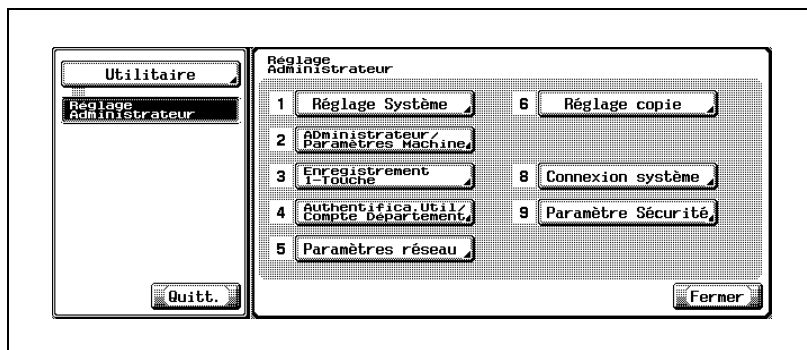 Utilitaire
Réglage
Administrateur
Quitt.
Réglage
Administrateur
1 Réglage Système
6 Réglage copie
2 ADministrateur/
Paramètres Machine
3 Enregistrement
1-Touche
8 Connexion système
4 Authentifica.Util/
Compte Département
9 Paramètre Sécurité
5 Paramètres réseau
Fermer